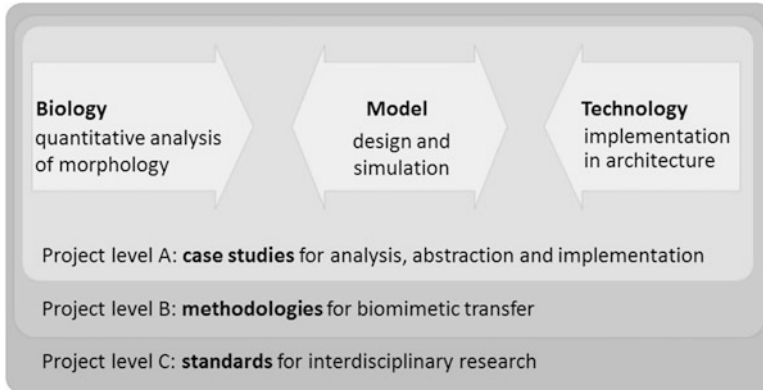 Biology
quantitative analysis
of morphology
Model
design and
simulation
Technology
implementation
in architecture
Project level A: case studies for analysis, abstraction and implementation
Project level B: methodologies for biomimetic transfer
Project level C: standards for interdisciplinary research